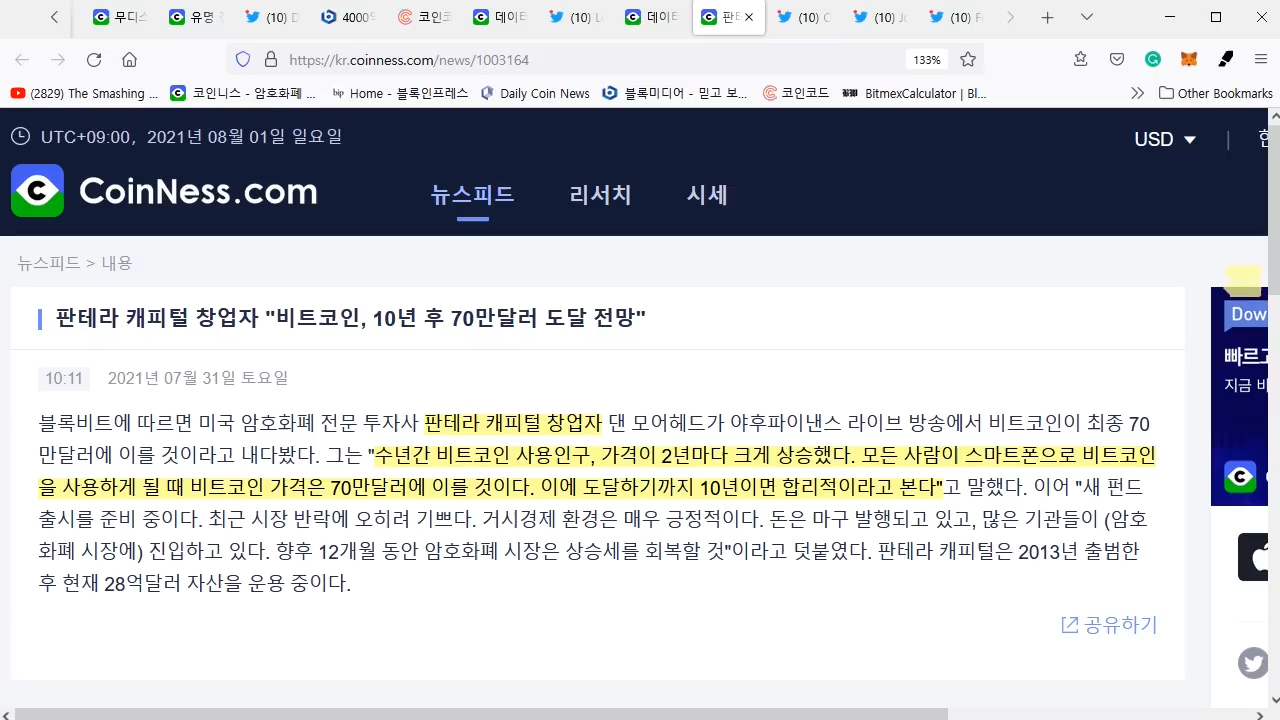 무디스
유명
(10) D
4000
코인코
데이트
(10) L
데이트
판테
(10) C
(10) Jo
(10) F
https://kr.coinness.com/news/1003164
133%
(2829) The Smashing ...
코인니스 - 암호화폐 ...
bip Home - 블록인프레스
Daily Coin News
블록미디어 - 믿고 보...
코인코드
BitmexCalculator | Bl...
Other Bookmarks
UTC+09:00, 2021년 08월 01일 일요일
USD
CoinNess.com
뉴스피드 리서치 시세
뉴스피드 > 내용
판테라 캐피털 창업자 "비트코인, 10년 후 70만달러 도달 전망"
10:11 2021년 07월 31일 토요일
블록비트에 따르면 미국 암호화폐 전문 투자사 판테라 캐피털 창업자 댄 모어헤드가 야후파이낸스 라이브 방송에서 비트코인이 최종 70
만달러에 이를 것이라고 내다봤다. 그는 "수년간 비트코인 사용인구, 가격이 2년마다 크게 상승했다. 모든 사람이 스마트폰으로 비트코인
을 사용하게 될 때 비트코인 가격은 70만달러에 이를 것이다. 이에 도달하기까지 10년이면 합리적이라고 본다"고 말했다. 이어 "새 펀드
출시를 준비 중이다. 최근 시장 반락에 오히려 기쁘다. 거시경제 환경은 매우 긍정적이다. 돈은 마구 발행되고 있고, 많은 기관들이 (암호
화폐 시장에) 진입하고 있다. 향후 12개월 동안 암호화폐 시장은 상승세를 회복할 것"이라고 덧붙였다. 판테라 캐피털은 2013년 출범한
후 현재 28억달러 자산을 운용 중이다.
공유하기
Dow
빠르고
지금 바